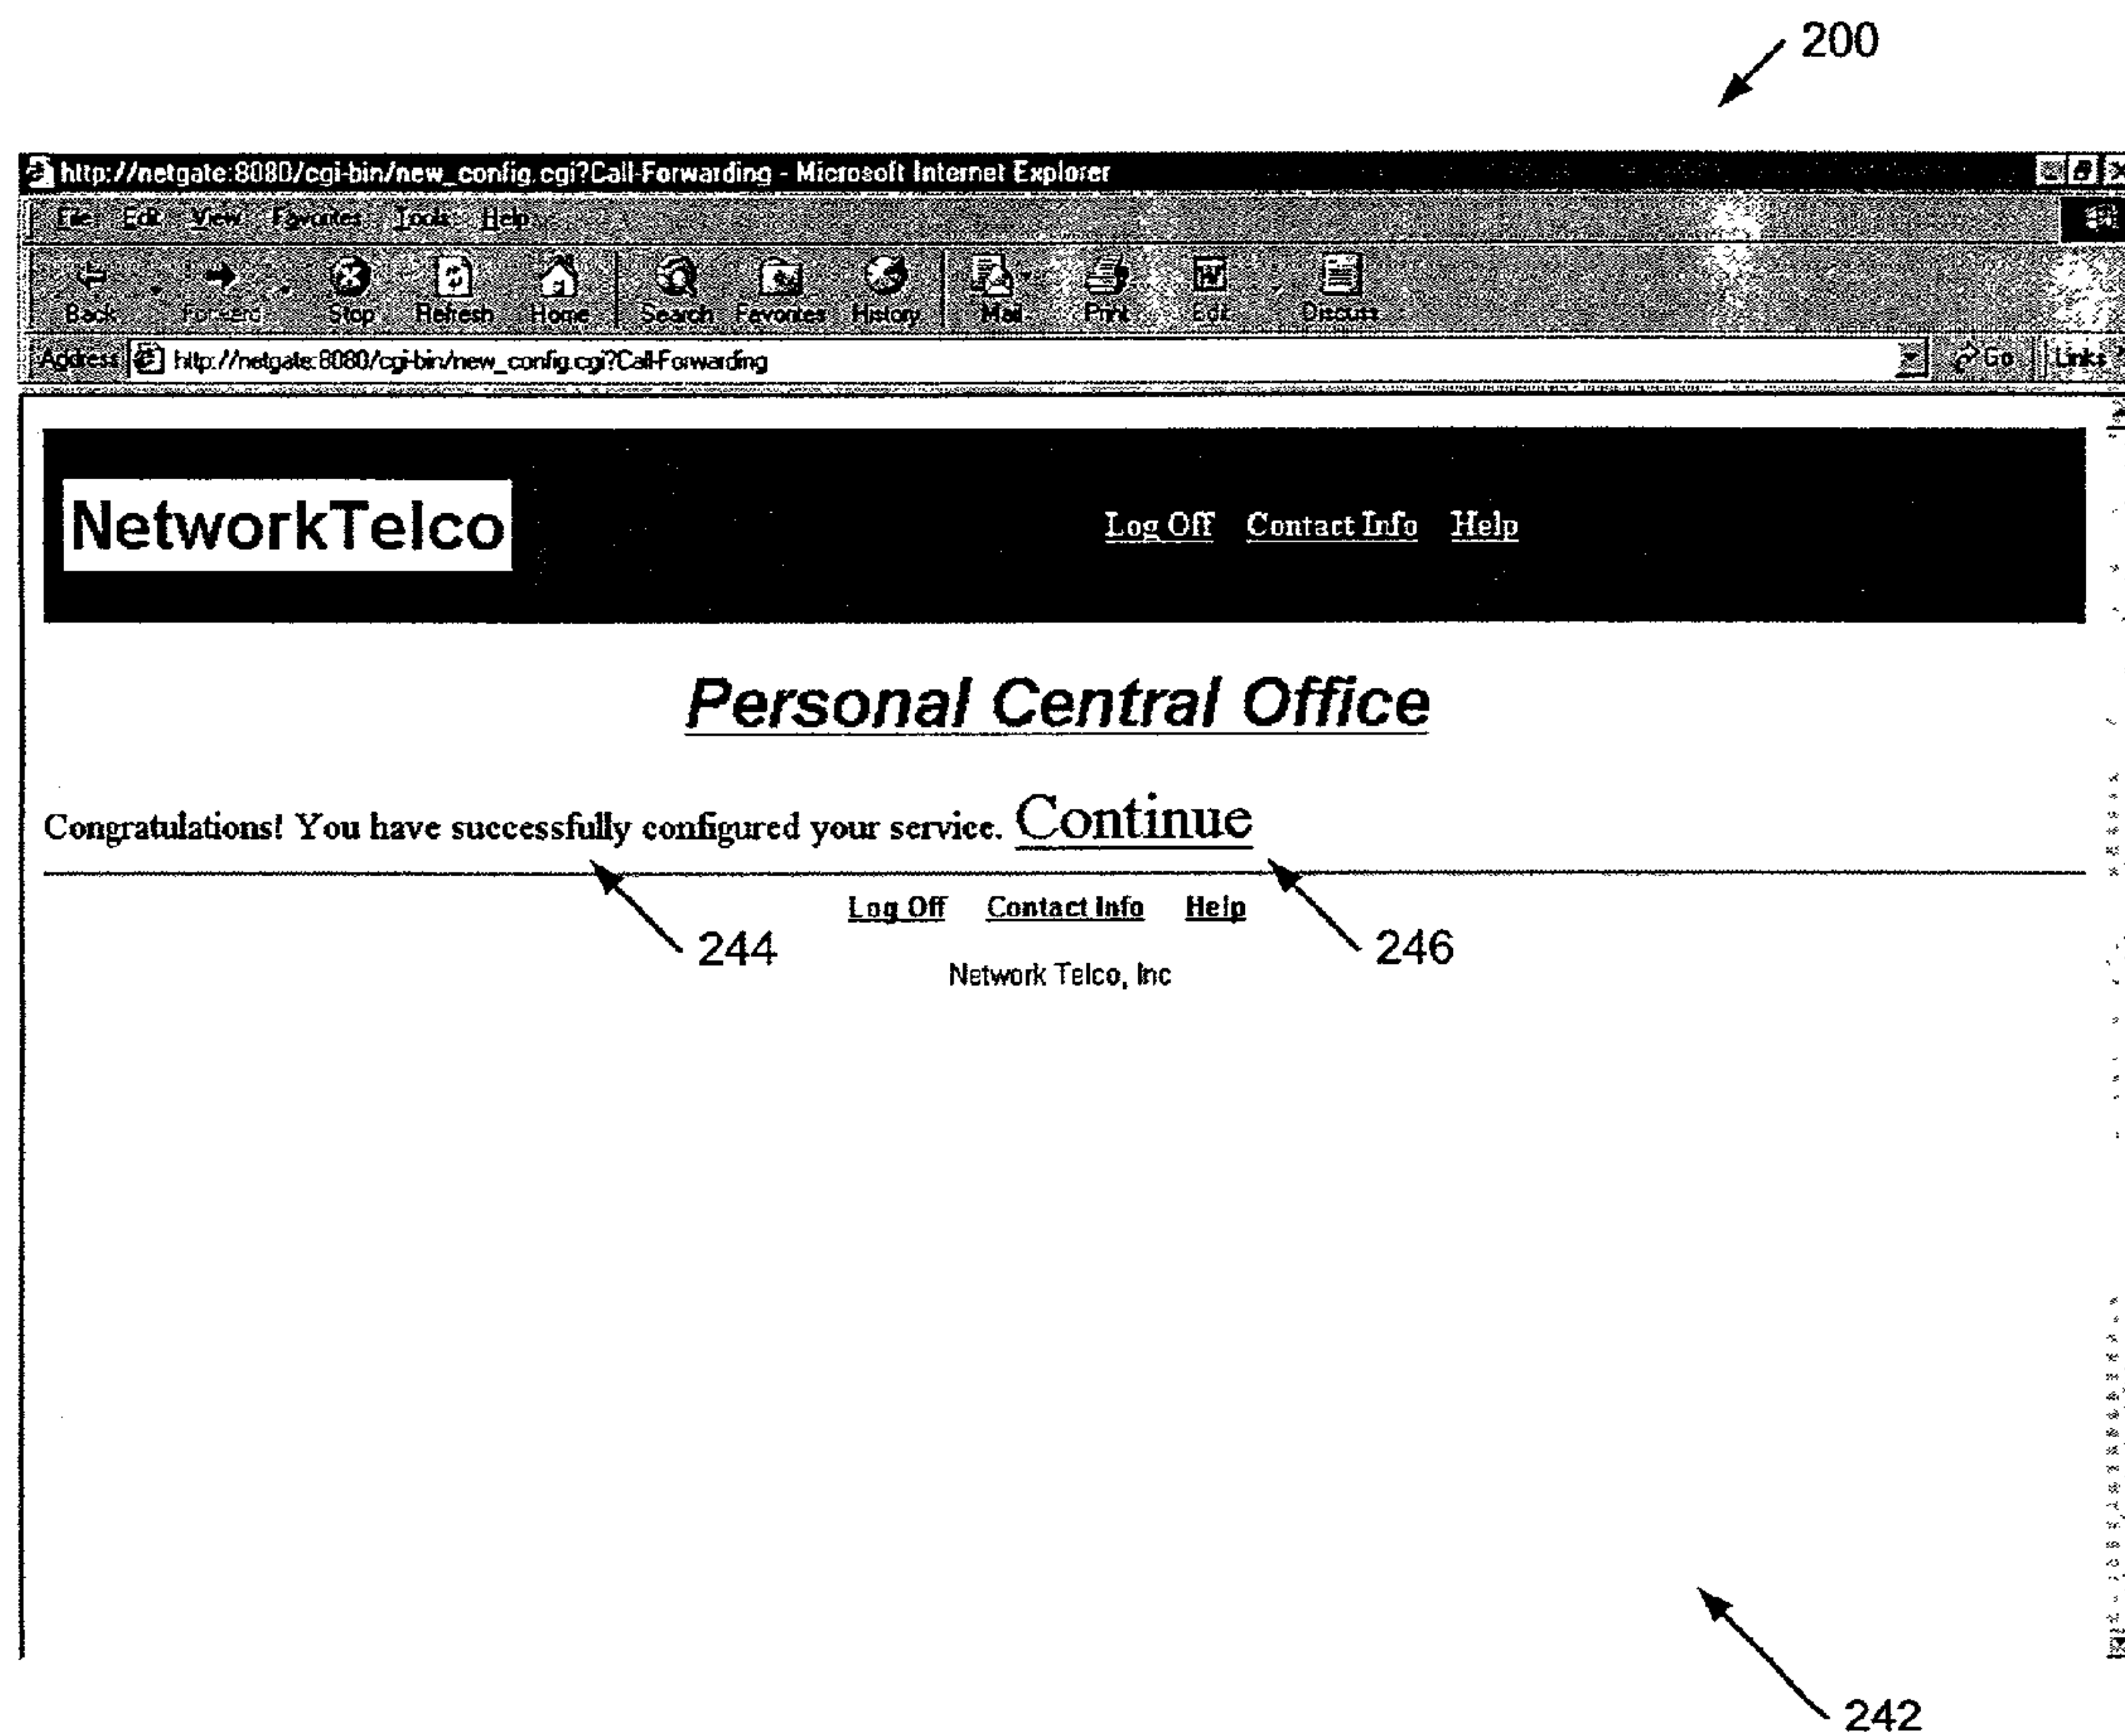 200
http://netgate:8080/cgi-bin/new_config.cgi?Call-Forwarding - Microsoft Internet Explorer
File Edit View Favorites Tools Help
Back Forward Stop Refresh Home Search Favorites History Mail Print Edit Discuss
Address http://netgate:8080/cgi-bin/new_config.cgi?Call-Forwarding Go Links
NetworkTelco Log Off Contact Info Help
Personal Central Office
Congratulations! You have successfully configured your service. Continue
Log Off Contact Info Help
244 246
Network Telco, Inc
242